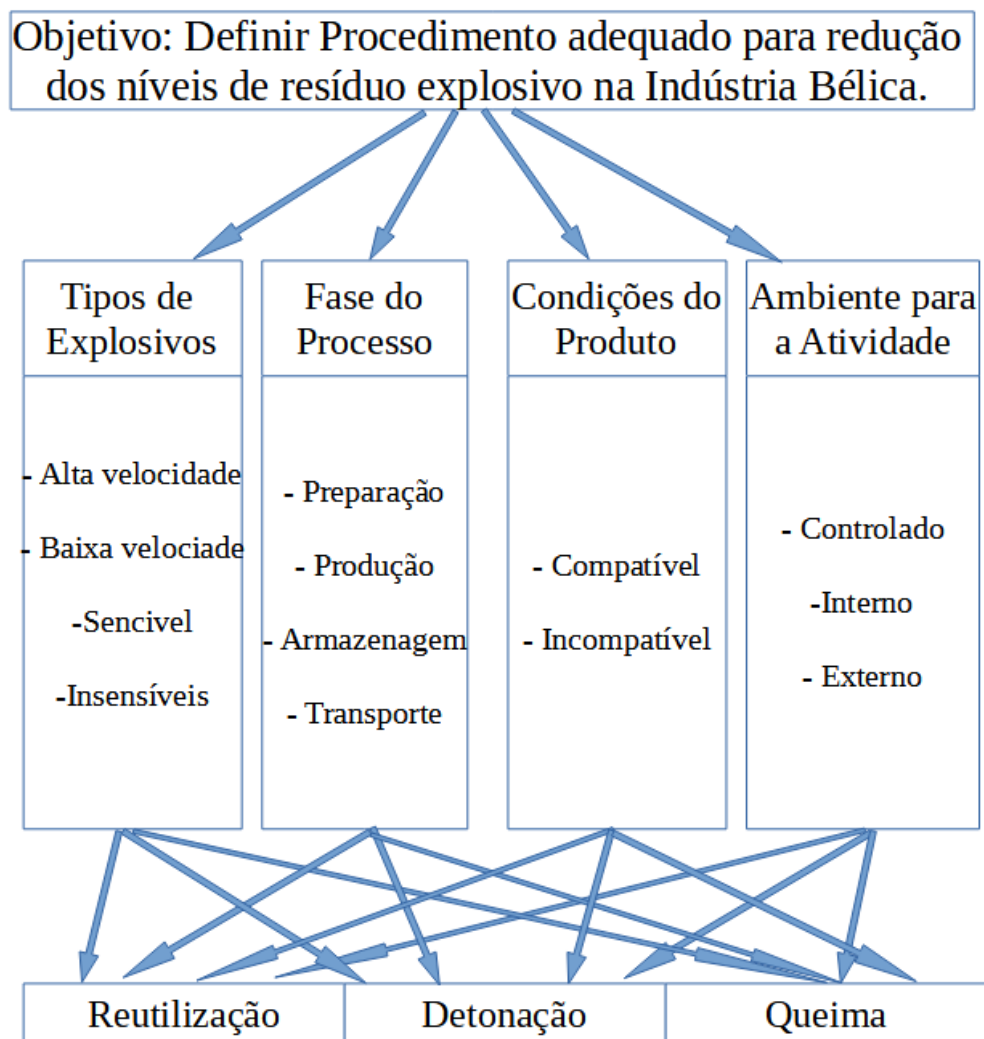 Objetivo: Definir Procedimento adequado para redução
dos níveis de resíduo explosivo na Indústria Bélica.
Tipos de
Explosivos
- Alta velocidade
- Baixa velociade
-Sencivel
-Insensíveis
Fase do
Processo
- Preparação
- Produção
- Armazenagem
- Transporte
Condições do
Produto
- Compatível
- Incompatível
Ambiente para
a Atividade
- Controlado
-Interno
- Externo
Reutilização
Detonação
Queima